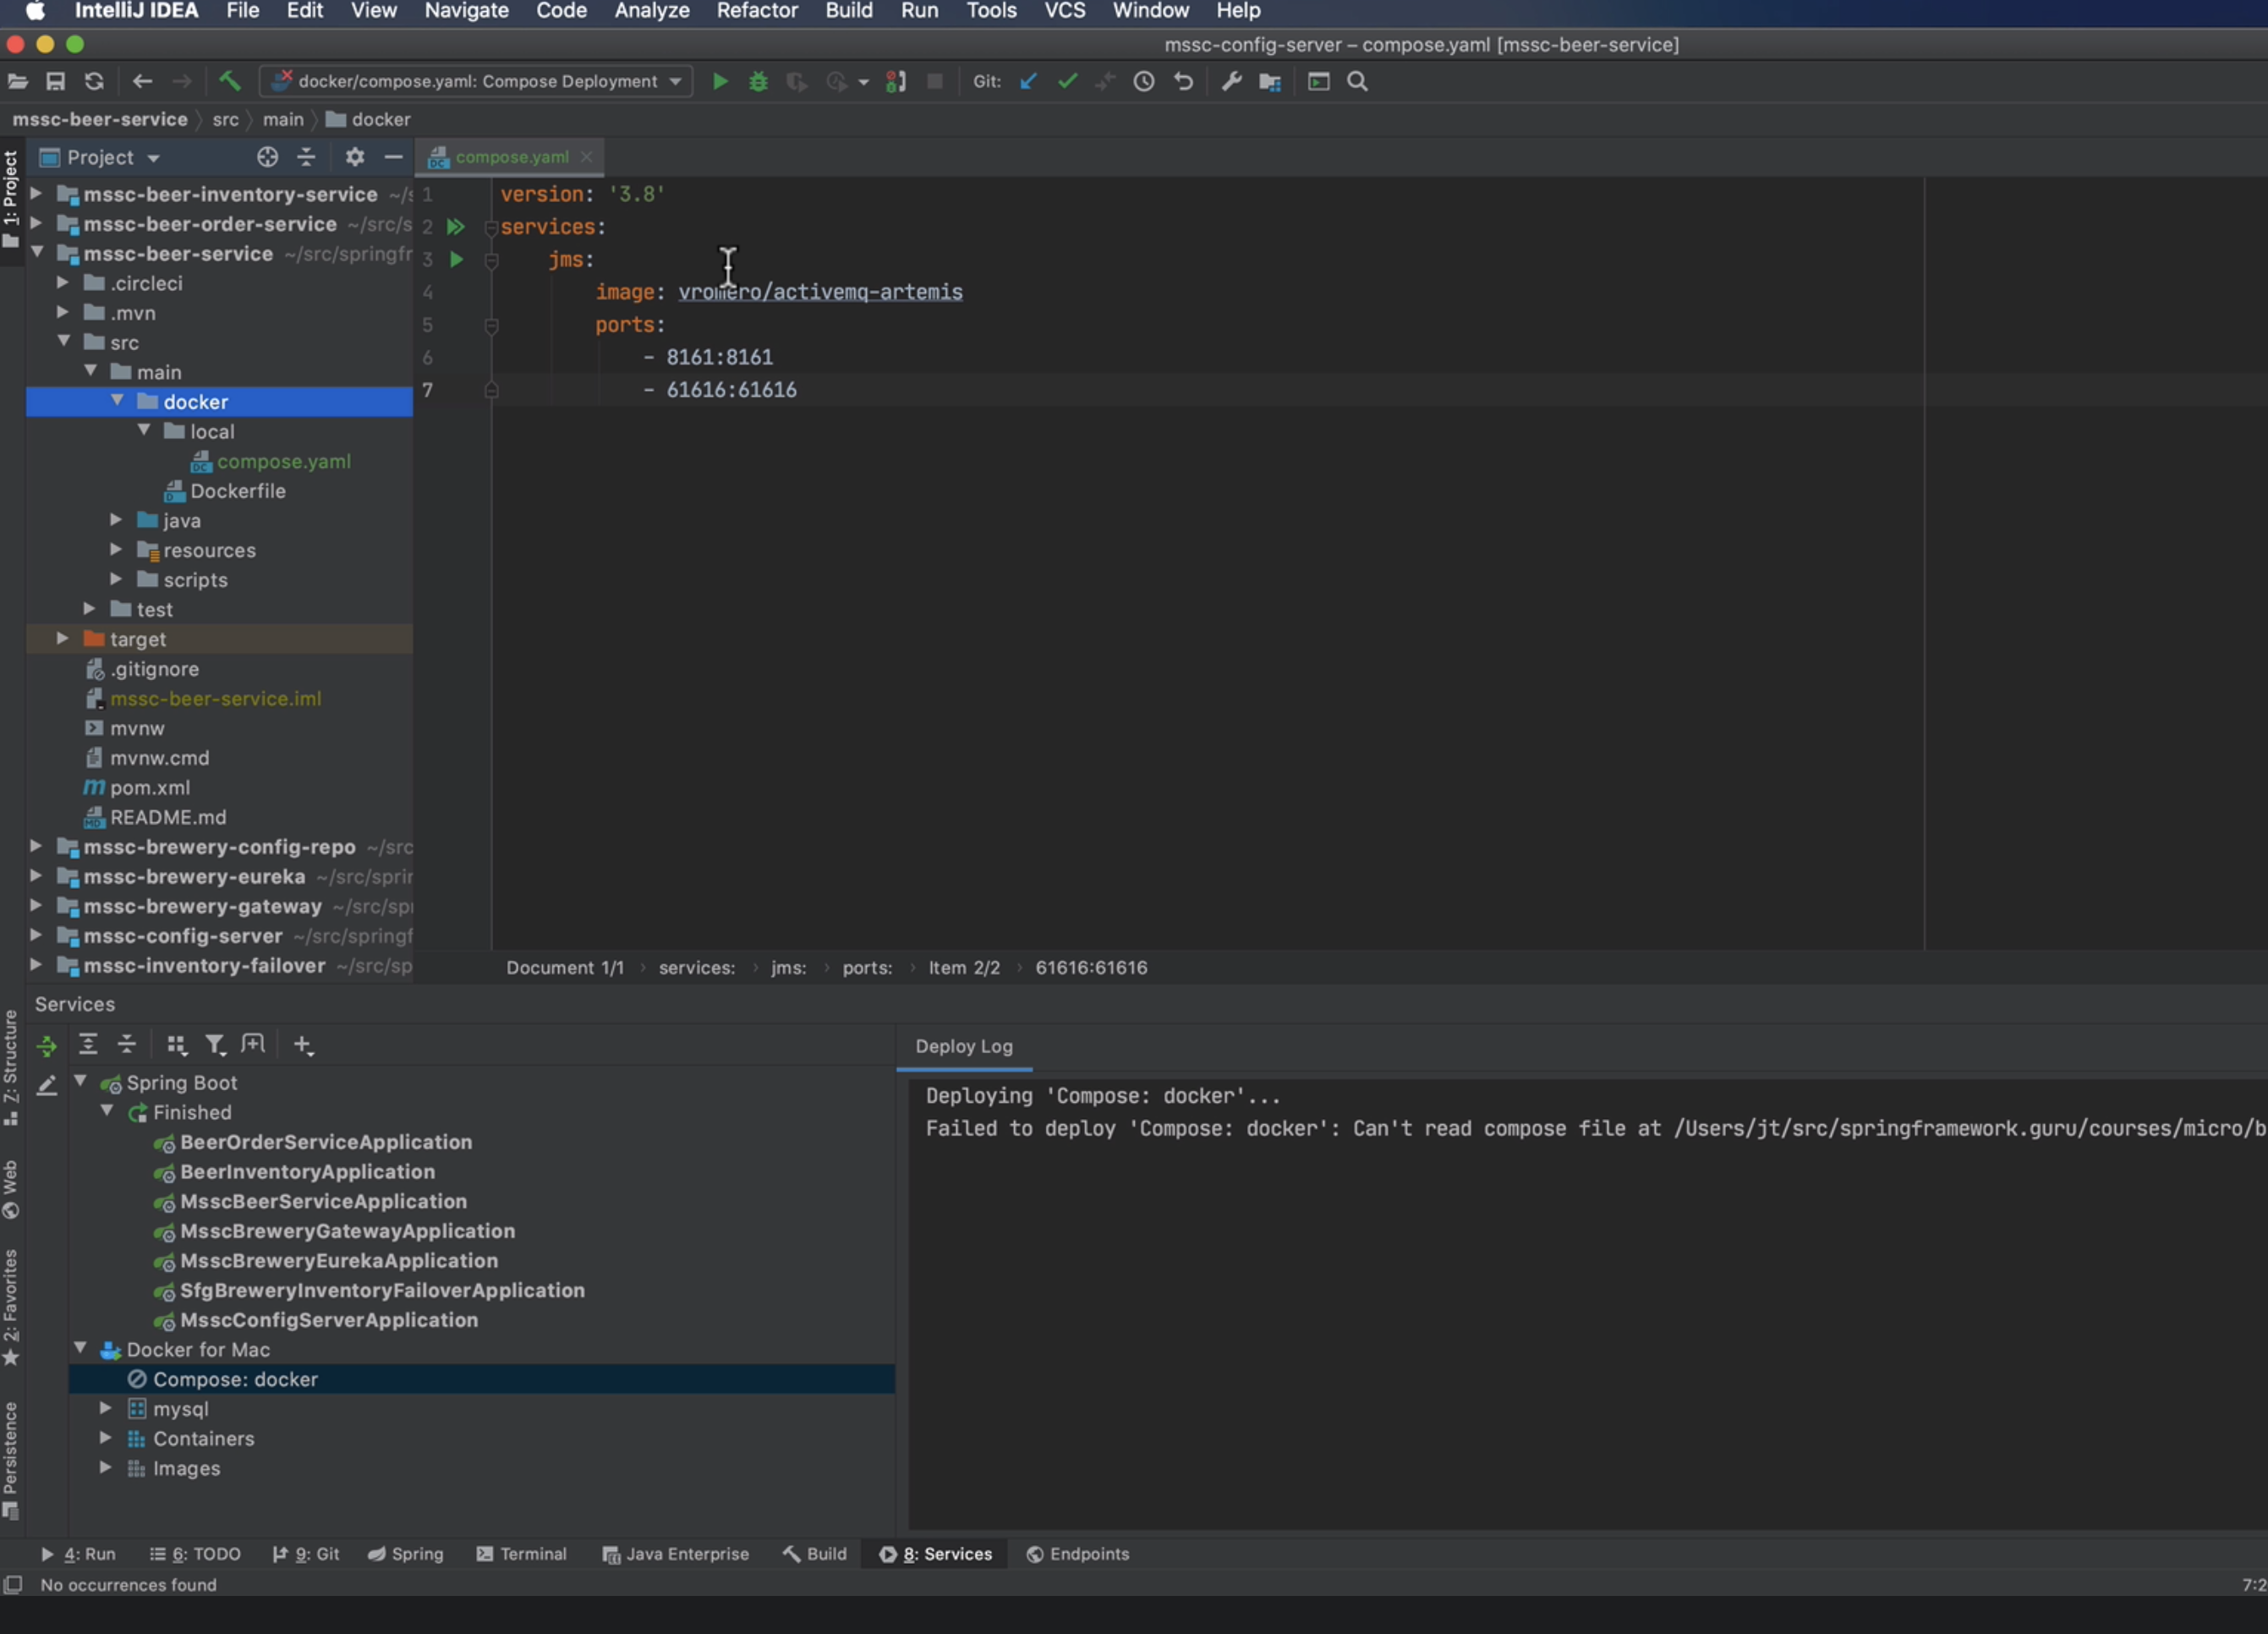 IntelliJ IDEA File Edit View Navigate Code Analyze Refactor Build Run Tools VCS Window Help
mssc-config-server – compose.yaml [mssc-beer-service]
docker/compose.yaml: Compose Deployment Git:
mssc-beer-service src main docker
1: Project
Project
compose.yaml
mssc-beer-inventory-service ~/s
mssc-beer-order-service ~/src/s
mssc-beer-service ~/src/springfr
.circleci
.mvn
src
main
docker
local
compose.yaml
Dockerfile
java
resources
scripts
test
target
.gitignore
mssc-beer-service.iml
mvnw
mvnw.cmd
pom.xml
README.md
mssc-brewery-config-repo ~/src
mssc-brewery-eureka ~/src/sprin
mssc-brewery-gateway ~/src/spr
mssc-config-server ~/src/springf
mssc-inventory-failover ~/src/sp
1 version: '3.8'
2 services:
3 jms:
4 image: vromero/activemq-artemis
5 ports:
6 - 8161:8161
7 - 61616:61616
Document 1/1 services: jms: ports: Item 2/2 61616:61616
Services
Z: Structure
Web
2: Favorites
Persistence
Spring Boot
Finished
BeerOrderServiceApplication
BeerInventoryApplication
MsscBeerServiceApplication
MsscBreweryGatewayApplication
MsscBreweryEurekaApplication
SfgBreweryInventoryFailoverApplication
MsscConfigServerApplication
Docker for Mac
Compose: docker
mysql
Containers
Images
Deploy Log
Deploying 'Compose: docker'...
Failed to deploy 'Compose: docker': Can't read compose file at /Users/jt/src/springframework.guru/courses/micro/b
4: Run 6: TODO 9: Git Spring Terminal Java Enterprise Build 8: Services Endpoints
No occurrences found
7:2